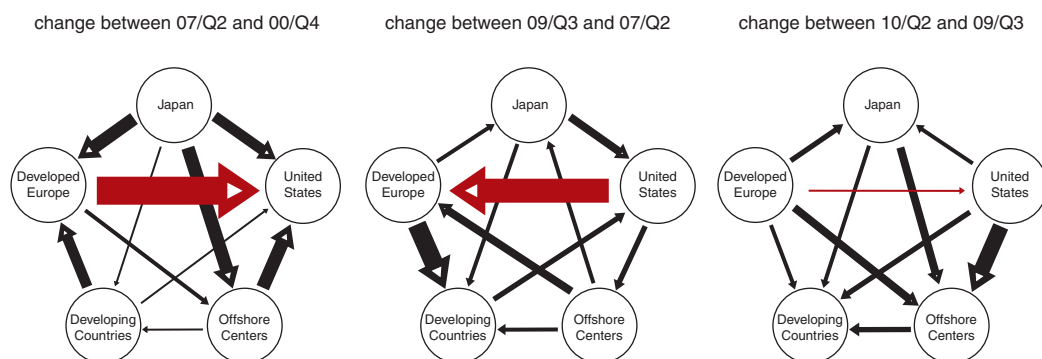 change between 07/Q2 and 00/Q4
Japan
Developed
Europe
United
States
Developing
Countries
Offshore
Centers
change between 09/Q3 and 07/Q2
Japan
Developed
Europe
United
States
Developing
Countries
Offshore
Centers
change between 10/Q2 and 09/Q3
Japan
Developed
Europe
United
States
Developing
Countries
Offshore
Centers